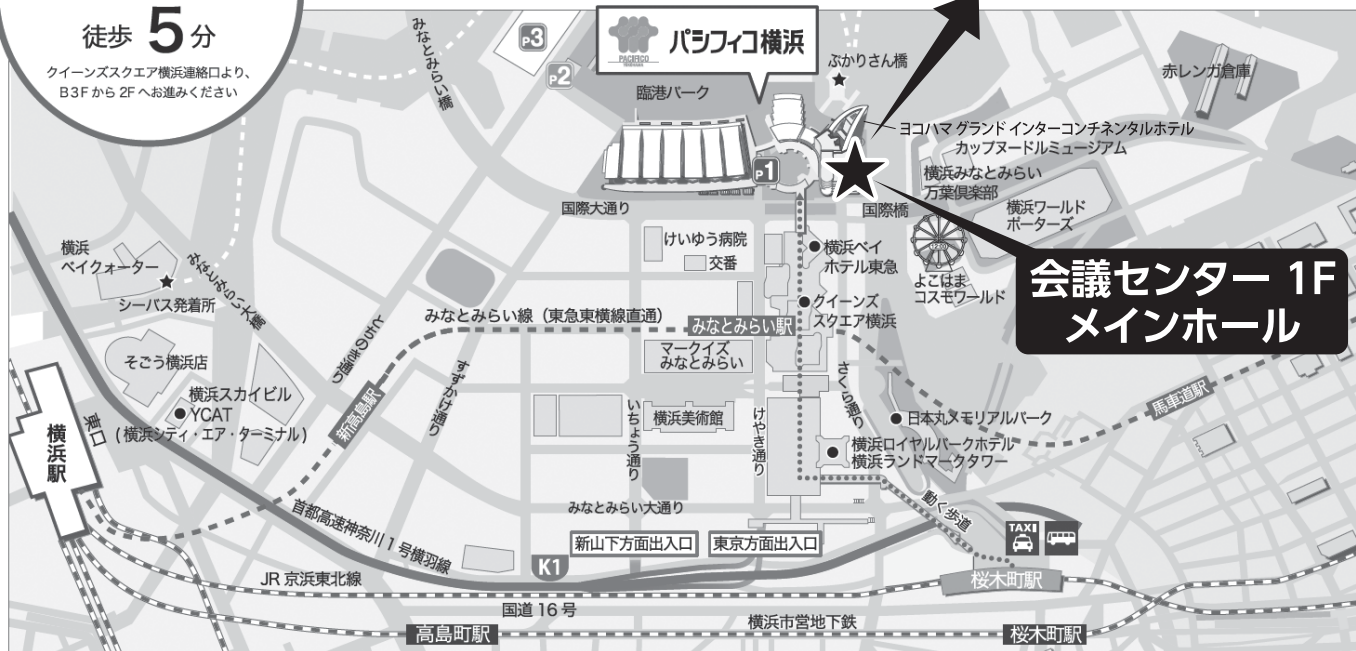 徒歩 5 分
クイーンズスクエア横浜連絡口より、
B3Fから2Fへお進みください
みなとみらい橋
P3
P2
PACIFICO
パシフィコ横浜
ぷかりさん橋
赤レンガ倉庫
臨港パーク
ヨコハマ グランド インターコンチネンタルホテル
カップヌードルミュージアム
P1
横浜みなとみらい
万葉倶楽部
国際大通り
国際橋
横浜ワールド
ポーターズ
横浜
ベイクォーター
けいゆう病院
交番
横浜ベイ
ホテル東急
よこはま
コスモワールド
会議センター 1F
メインホール
シーバス発着所
みなとみらい大橋
とちのき通り
みなとみらい線（東急東横線直通）
みなとみらい駅
クイーンズ
スクエア横浜
マークイズ
みなとみらい
そごう横浜店
横浜スカイビル
YCAT
(横浜シティ・エア・ターミナル)
横浜駅
東口
新高島駅
すずかけ通り
いちょう通り
横浜美術館
けやき通り
さくら通り
馬車道駅
日本丸メモリアルパーク
横浜ロイヤルパークホテル
横浜ランドマークタワー
みなとみらい大通り
動く歩道
TAXI
首都高速神奈川1号横羽線
新山下方面出入口
東京方面出入口
K1
JR 京浜東北線
桜木町駅
国道16号
横浜市営地下鉄
高島町駅
桜木町駅